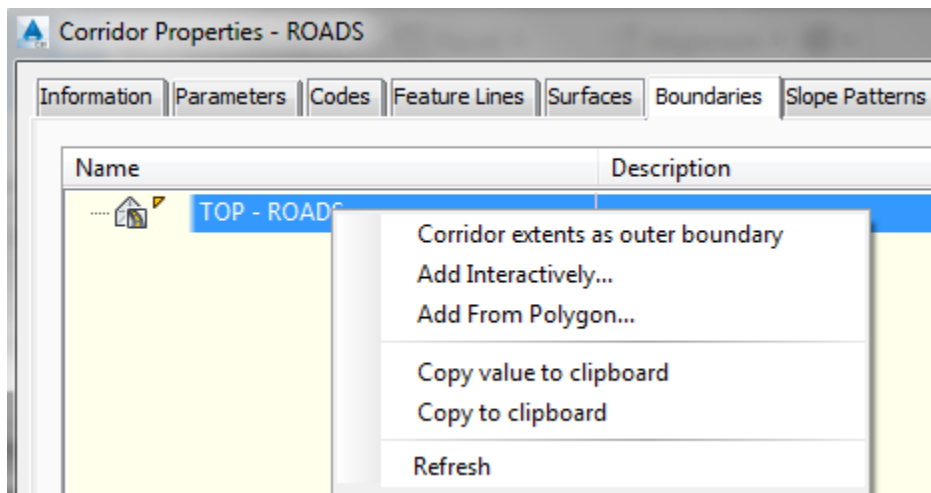 Corridor Properties - ROADS
Information Parameters Codes Feature Lines Surfaces Boundaries Slope Patterns
Name Description
TOP - ROADS
Corridor extents as outer boundary
Add Interactively...
Add From Polygon...
Copy value to clipboard
Copy to clipboard
Refresh